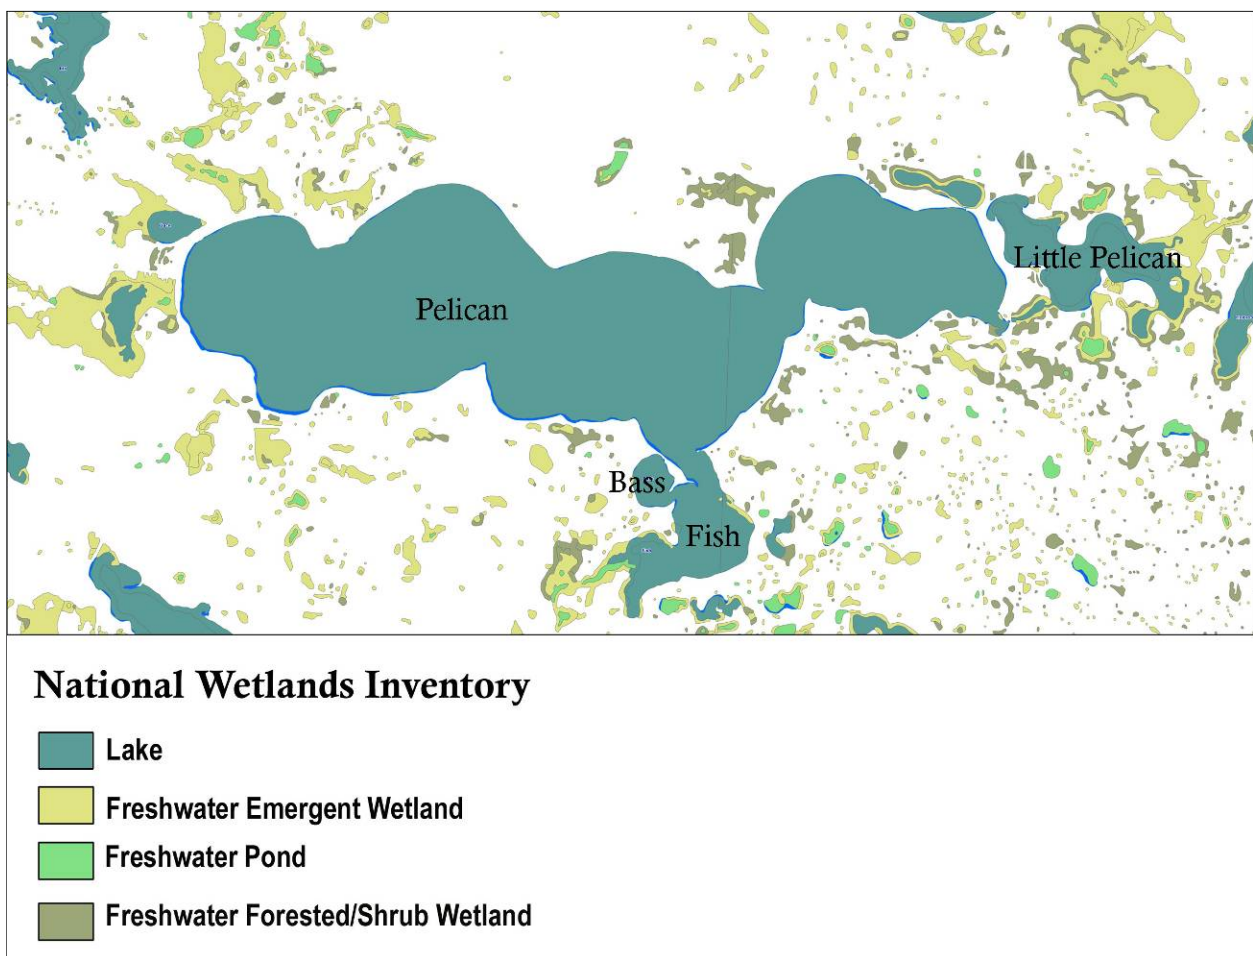 Little Pelican
Pelican
Bass
Fish
National Wetlands Inventory
Lake
Freshwater Emergent Wetland
Freshwater Pond
Freshwater Forested/Shrub Wetland